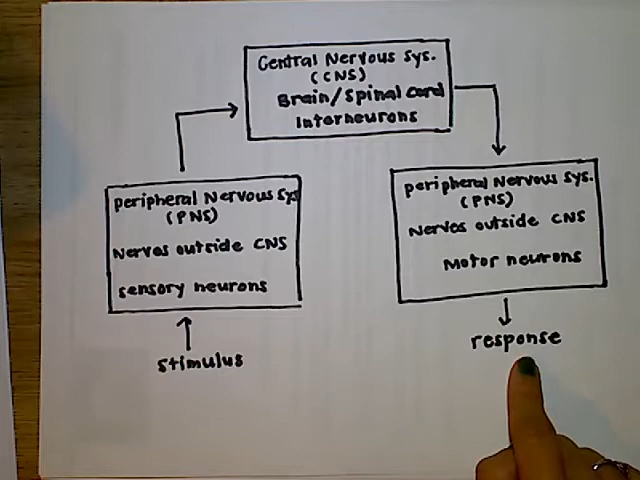 Central Nervous Sys.
(CNS)
Brain/Spinal Cord
Interneurons
peripheral Nervous Sys
(PNS)
Nerves outside CNS
sensory neurons
stimulus
peripheral Nervous Sys.
(PNS)
Nerves outside CNS
Motor neurons
response